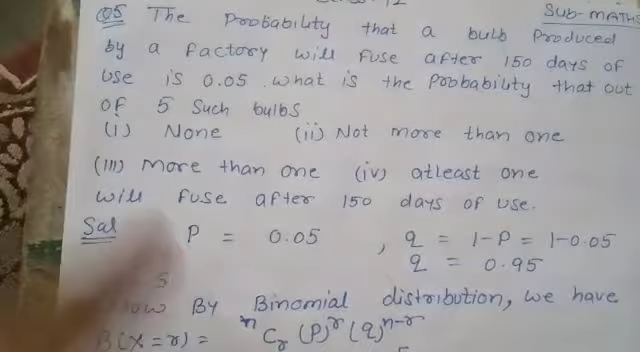 SUB-MATHS
Q5 The Probability that a bulb Produced
by a factory will fuse after 150 days of
use is 0.05. what is the Probability that out
of 5 Such bulbs
(i) None (ii) Not more than one
(iii) more than one (iv) atleast one
will fuse after 150 days of use.
Sol P = 0.05 , q = 1-P = 1-0.05
q = 0.95
5
By Binomial distribution, we have
(X=r) = ⁿCᵣ (P)ʳ (q)ⁿ⁻ʳ